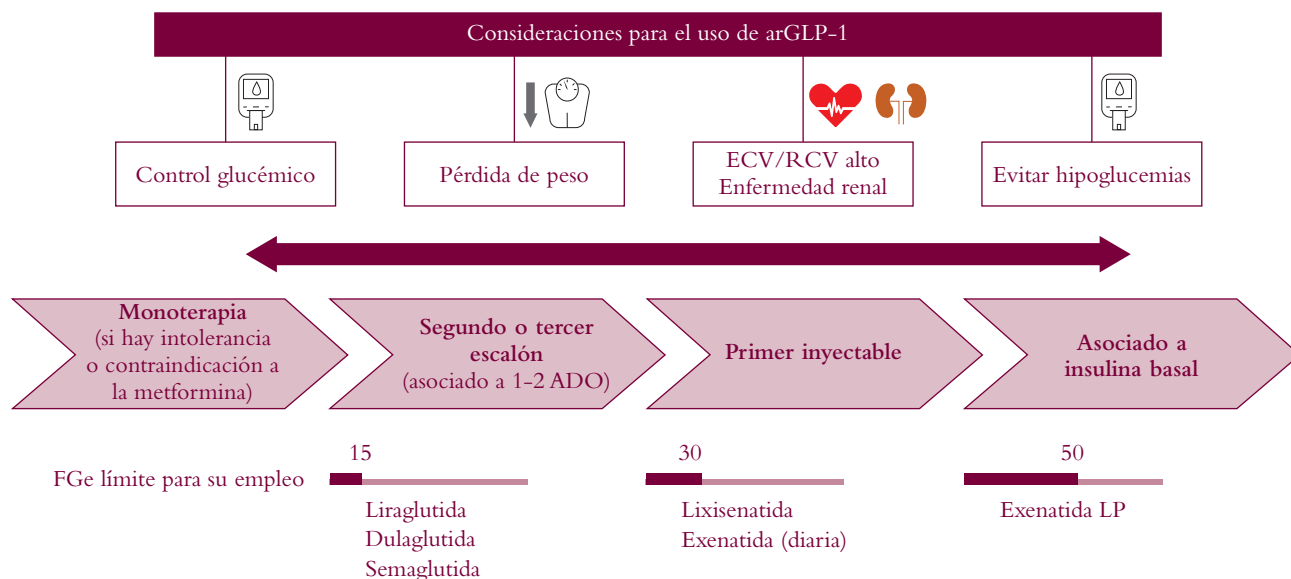 Consideraciones para el uso de arGLP-1
Control glucémico
Pérdida de peso
ECV/RCV alto
Enfermedad renal
Evitar hipoglucemias
Monoterapia
(si hay intolerancia
o contraindicación a
la metformina)
Segundo o tercer
escalón
(asociado a 1-2 ADO)
Primer inyectable
Asociado a
insulina basal
FGe límite para su empleo
15
Liraglutida
Dulaglutida
Semaglutida
30
Lixisenatida
Exenatida (diaria)
50
Exenatida LP